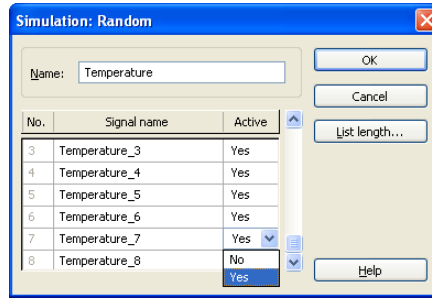 Simulation: Random
Name: Temperature
OK
Cancel
List length...
No. Signal name Active
3 Temperature_3 Yes
4 Temperature_4 Yes
5 Temperature_5 Yes
6 Temperature_6 Yes
7 Temperature_7 Yes
8 Temperature_8
No
Yes
Help